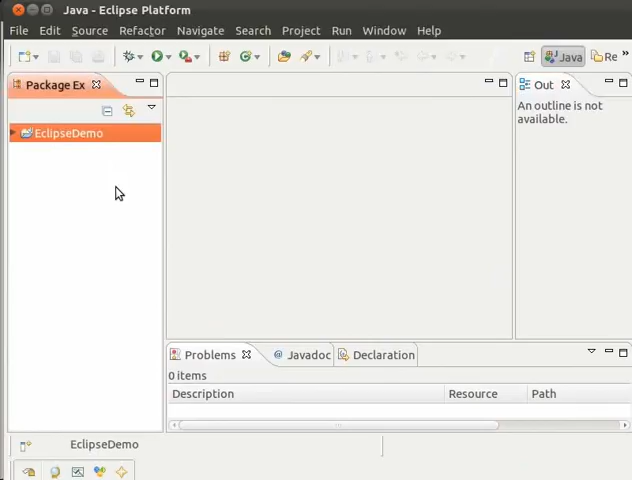 Java - Eclipse Platform
File Edit Source Refactor Navigate Search Project Run Window Help
Java Re
Package Ex
Out
EclipseDemo
An outline is not
available.
Problems @ Javadoc Declaration
0 items
Description Resource Path
EclipseDemo